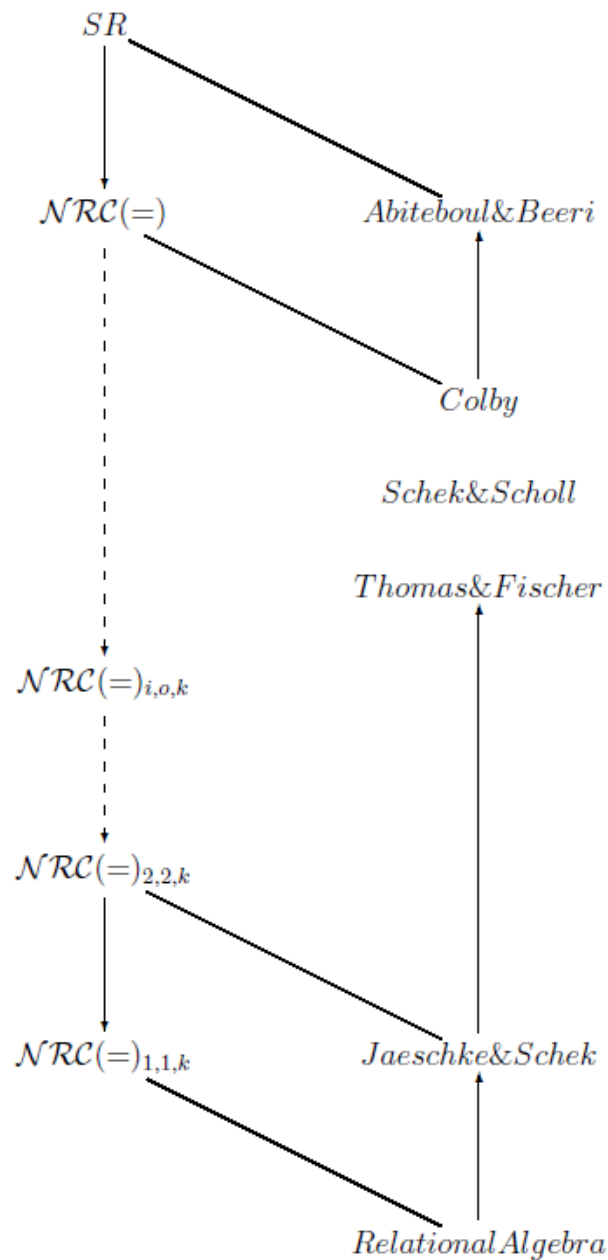 SR
𝒩ℛ𝒞(=)
Abiteboul&Beeri
Colby
Schek&Scholl
Thomas&Fischer
𝒩ℛ𝒞(=)i,o,k
𝒩ℛ𝒞(=)2,2,k
𝒩ℛ𝒞(=)1,1,k
Jaeschke&Schek
RelationalAlgebra